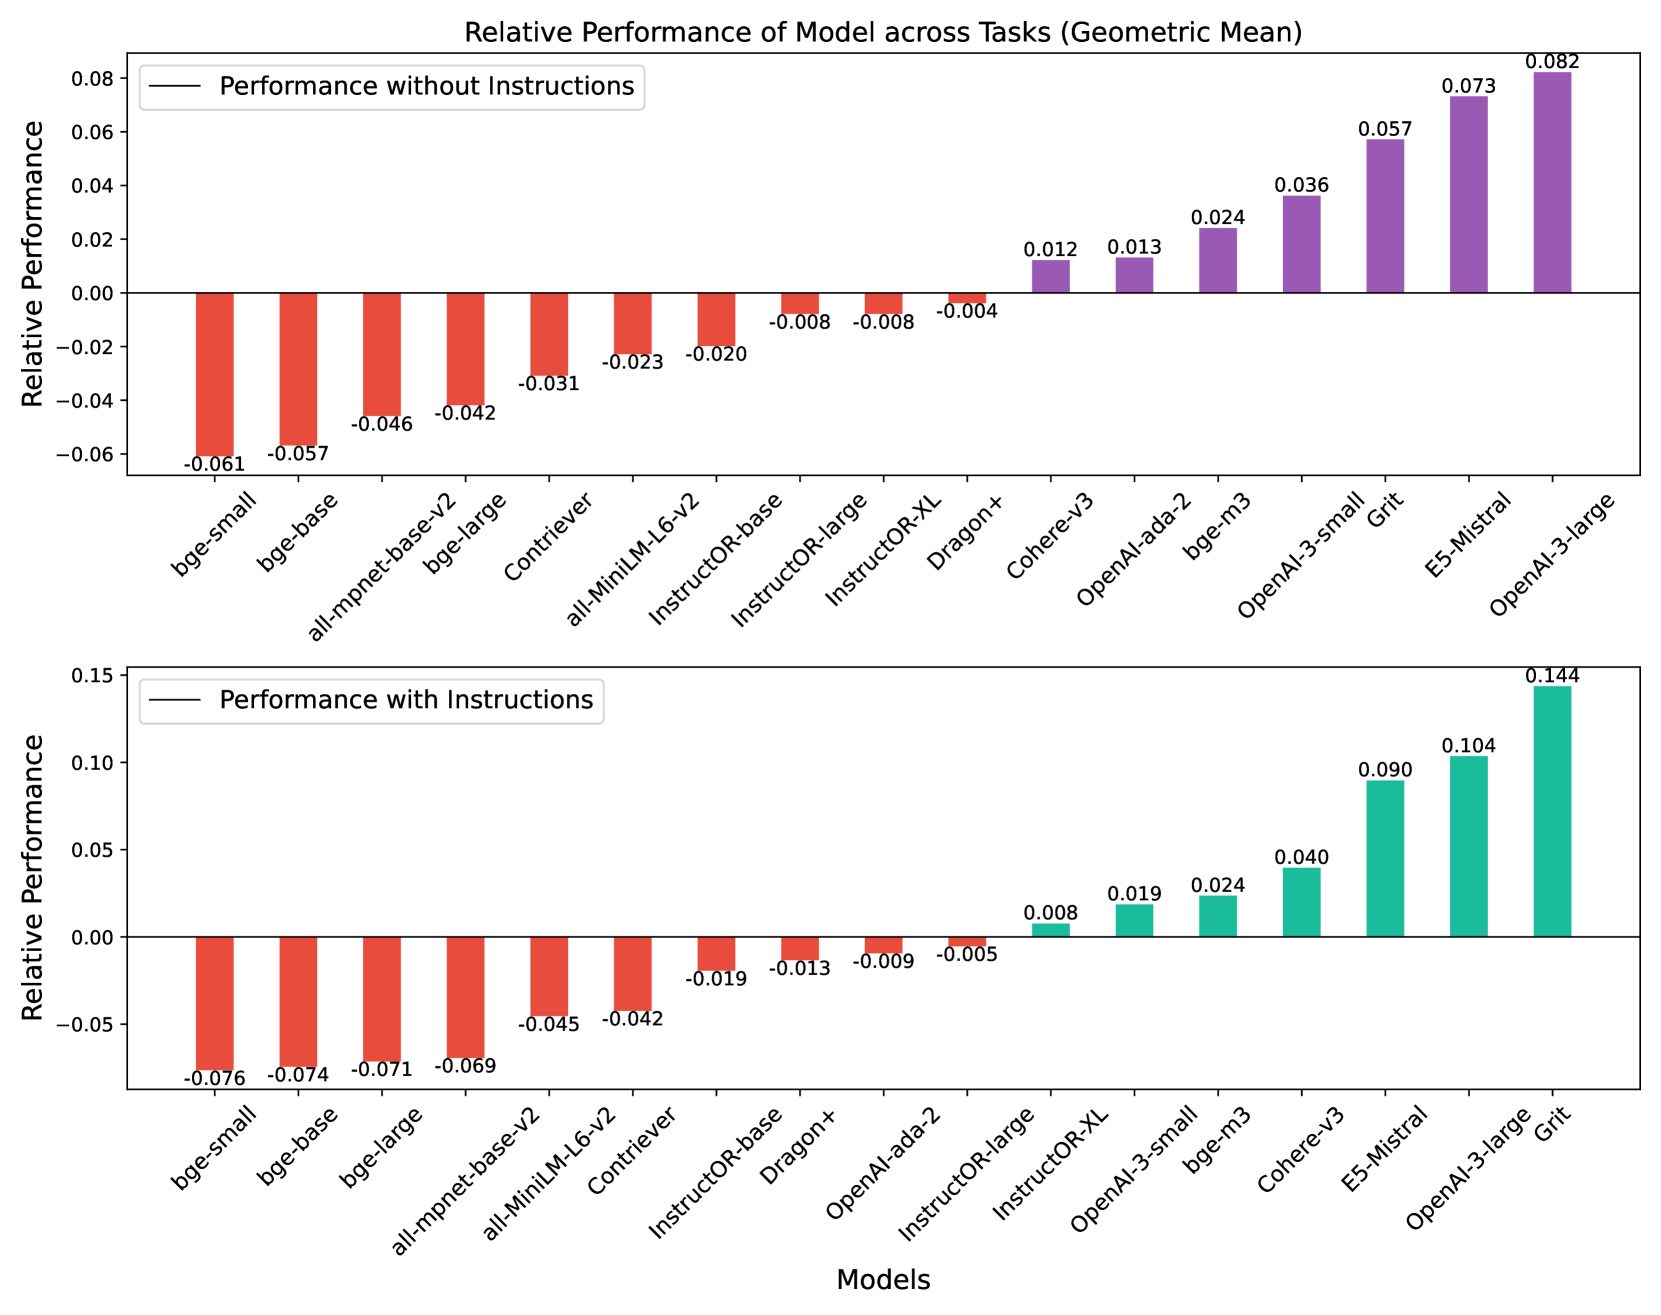 Relative Performance of Model across Tasks (Geometric Mean)
Performance without Instructions
Relative Performance
0.08
0.06
0.04
0.02
0.00
−0.02
−0.04
−0.06
-0.061
-0.057
-0.046
-0.042
-0.031
-0.023
-0.020
-0.008
-0.008
-0.004
0.012
0.013
0.024
0.036
0.057
0.073
0.082
bge-small
bge-base
all-mpnet-base-v2
bge-large
Contriever
all-MiniLM-L6-v2
InstructOR-base
InstructOR-large
InstructOR-XL
Dragon+
Cohere-v3
OpenAI-ada-2
bge-m3
OpenAI-3-small
Grit
E5-Mistral
OpenAI-3-large
Performance with Instructions
Relative Performance
0.15
0.10
0.05
0.00
−0.05
-0.076
-0.074
-0.071
-0.069
-0.045
-0.042
-0.019
-0.013
-0.009
-0.005
0.008
0.019
0.024
0.040
0.090
0.104
0.144
bge-small
bge-base
bge-large
all-mpnet-base-v2
all-MiniLM-L6-v2
Contriever
InstructOR-base
Dragon+
OpenAI-ada-2
InstructOR-large
InstructOR-XL
OpenAI-3-small
bge-m3
Cohere-v3
E5-Mistral
OpenAI-3-large
Grit
Models